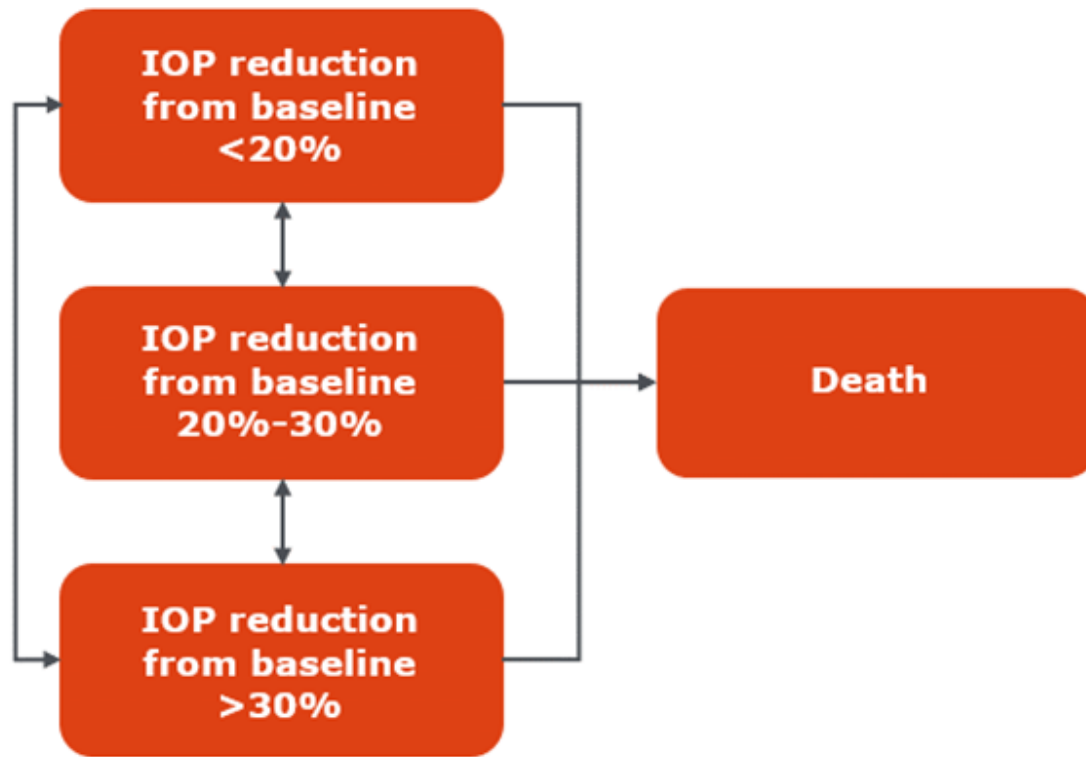 IOP reduction
from baseline
<20%
IOP reduction
from baseline
20%-30%
Death
IOP reduction
from baseline
>30%